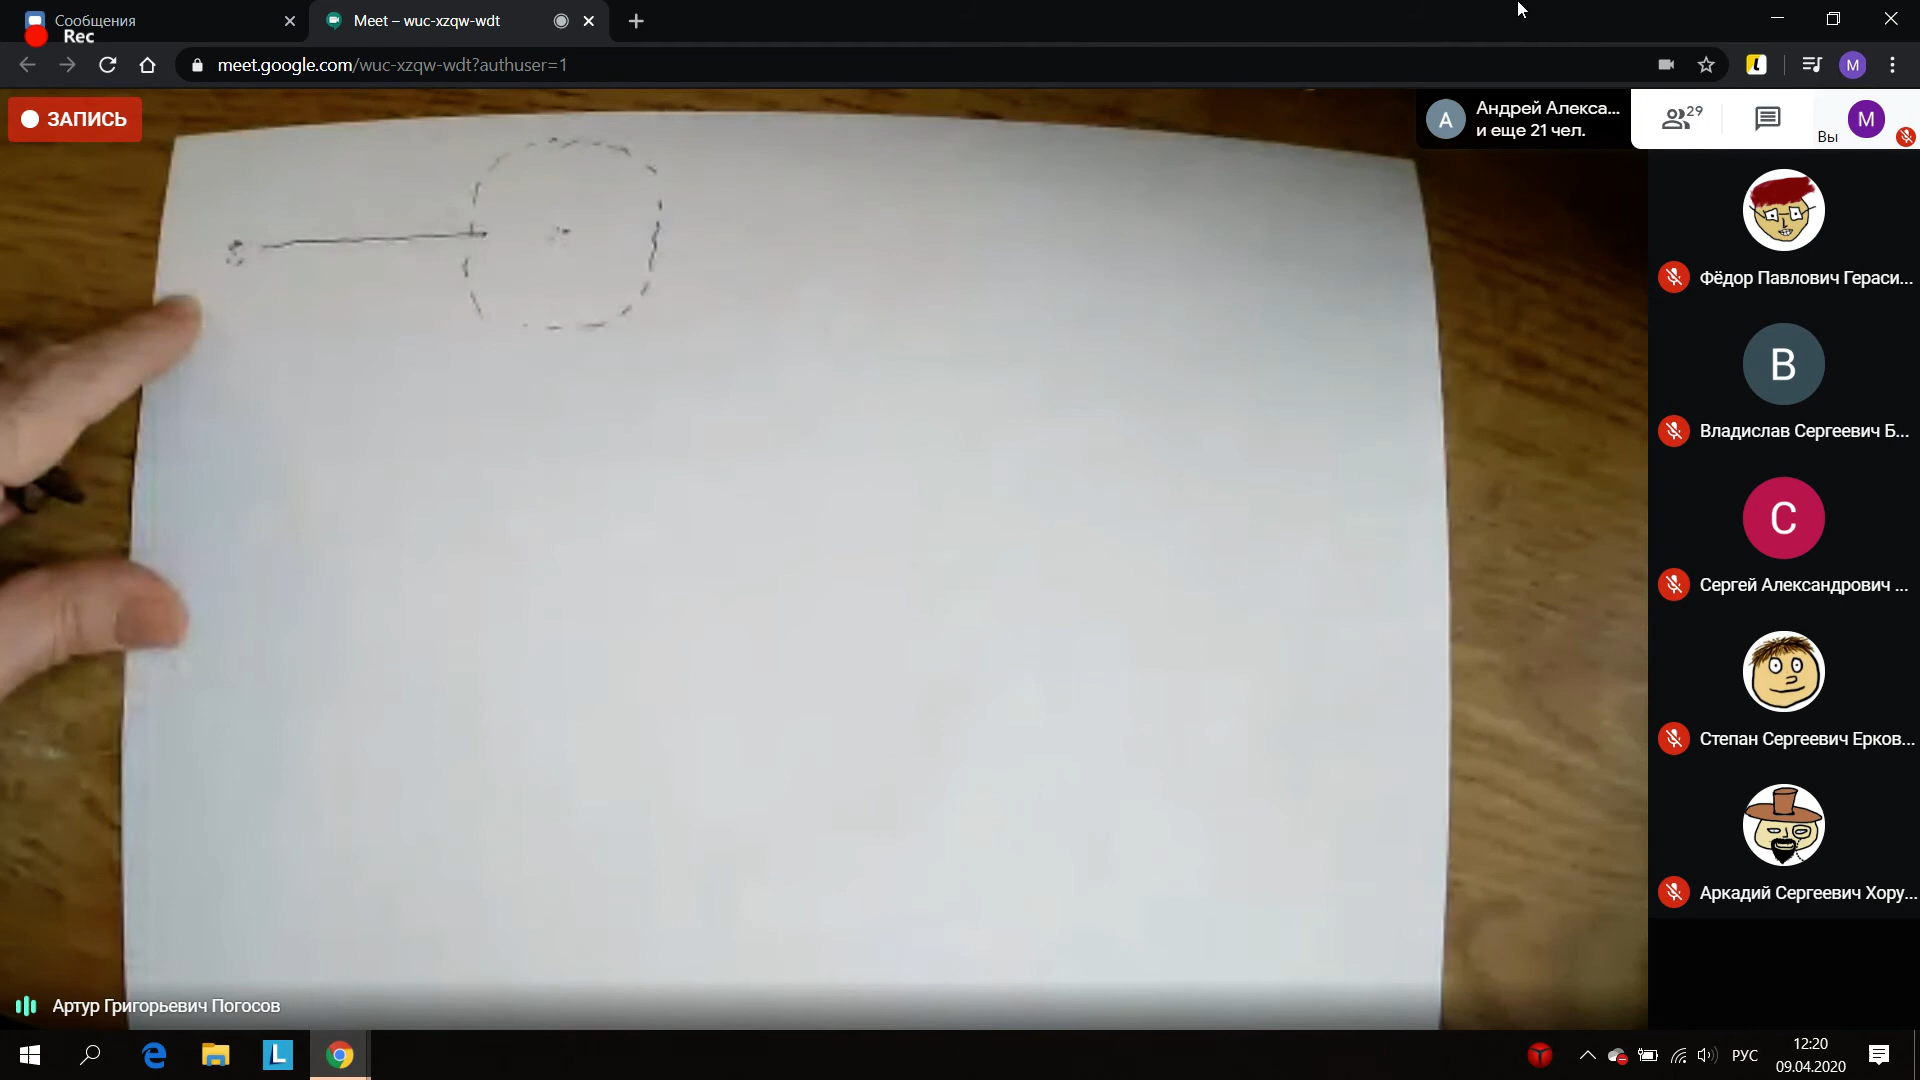 Сообщения
Meet – wuc-xzqw-wdt
Rec
meet.google.com/wuc-xzqw-wdt?authuser=1
ЗАПИСЬ
А
Андрей Алекса...
и еще 21 чел.
29
Вы
М
Фёдор Павлович Гераси...
В
Владислав Сергеевич Б...
С
Сергей Александрович ...
Степан Сергеевич Ерков...
Аркадий Сергеевич Хору...
Артур Григорьевич Погосов
РУС
12:20
09.04.2020